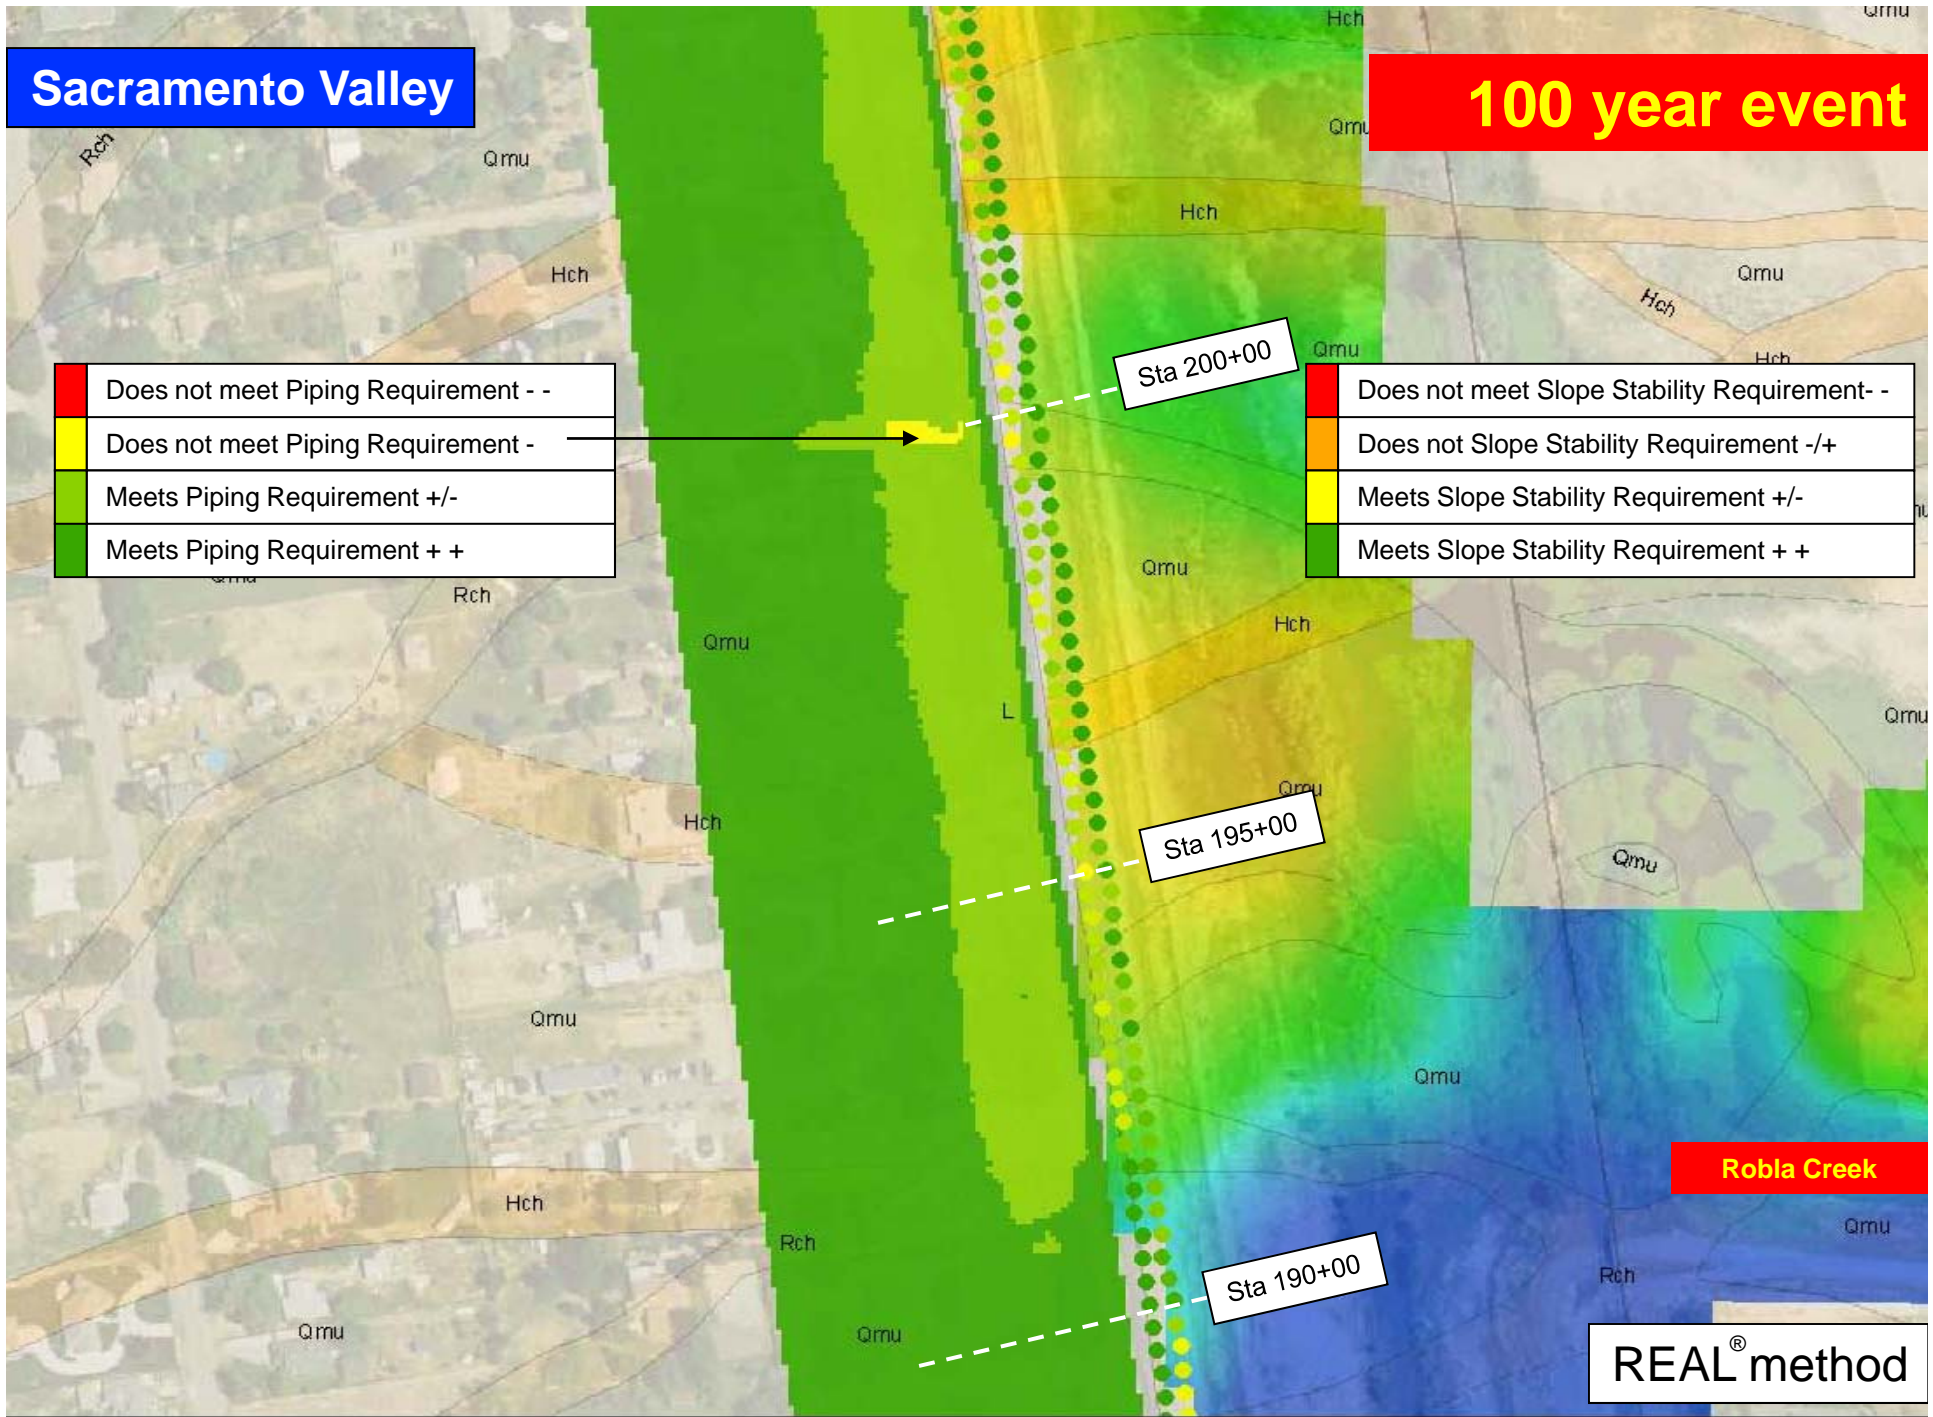 Hch
Qmu
Sacramento Valley
100 year event
Rch
Qmu
Qmu
Hch
Hch
Qmu
Hch
Sta 200+00
Qmu
Hch
Does not meet Piping Requirement - -
Does not meet Piping Requirement -
Meets Piping Requirement +/-
Meets Piping Requirement + +
Does not meet Slope Stability Requirement- -
Does not Slope Stability Requirement -/+
Meets Slope Stability Requirement +/-
Meets Slope Stability Requirement + +
Qmu
Qmu
Rch
Hch
Qmu
L
Qmu
Qmu
Hch
Sta 195+00
Qmu
Qmu
Qmu
Robla Creek
Hch
Qmu
Rch
Rch
Sta 190+00
Qmu
Qmu
REAL® method